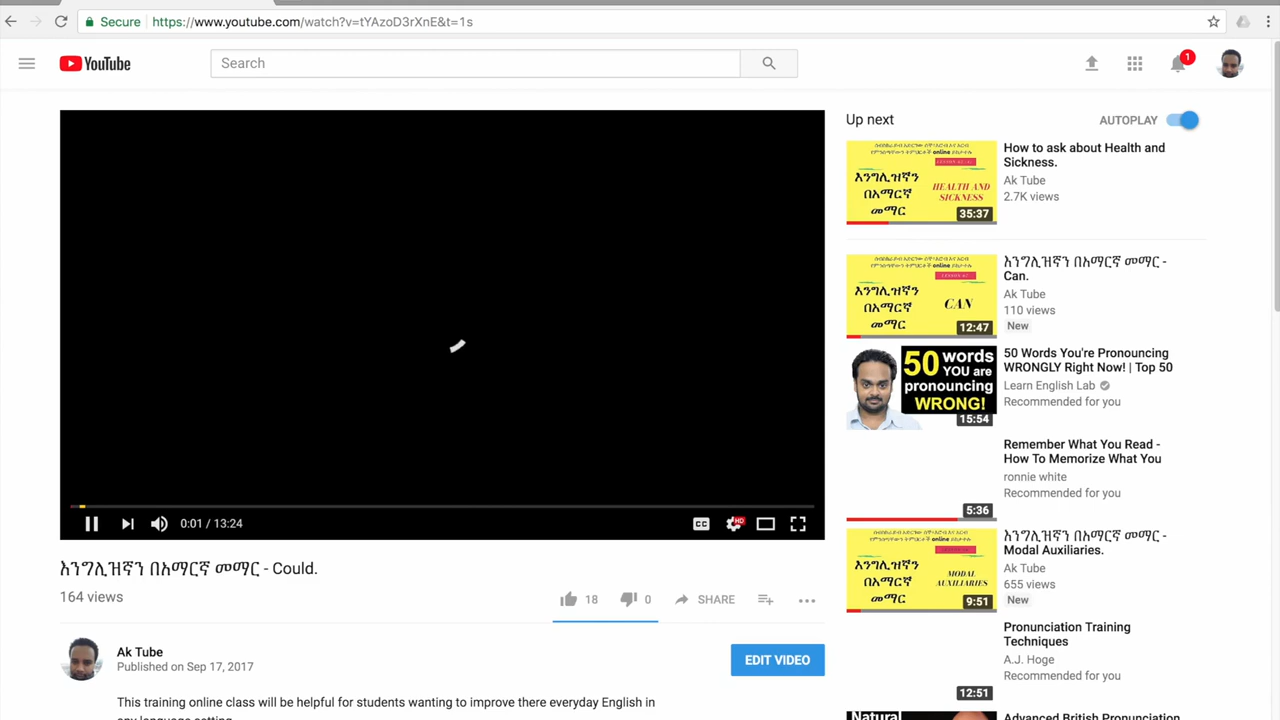 Secure
https://www.youtube.com/watch?v=tYAzoD3rXnE&t=1s
YouTube
Search
1
Up next
AUTOPLAY
እንግሊዝኛን
በአማርኛ
መማር
HEALTH AND
SICKNESS
35:37
How to ask about Health and
Sickness.
Ak Tube
2.7K views
እንግሊዝኛን
በአማርኛ
መማር
CAN
12:47
እንግሊዝኛን በአማርኛ መማር -
Can.
Ak Tube
110 views
New
50 words
YOU are
pronouncing
WRONG!
15:54
50 Words You're Pronouncing
WRONGLY Right Now! | Top 50
Learn English Lab
Recommended for you
5:36
Remember What You Read -
How To Memorize What You
ronnie white
Recommended for you
እንግሊዝኛን
በአማርኛ
መማር
MODAL
AUXILIARIES
9:51
እንግሊዝኛን በአማርኛ መማር -
Modal Auxiliaries.
Ak Tube
655 views
New
12:51
Pronunciation Training
Techniques
A.J. Hoge
Recommended for you
Natural
Advanced British Pronunciation
0:01 / 13:24
CC
HD
እንግሊዝኛን በአማርኛ መማር - Could.
164 views
18
0
SHARE
Ak Tube
Published on Sep 17, 2017
EDIT VIDEO
This training online class will be helpful for students wanting to improve there everyday English in
any language setting